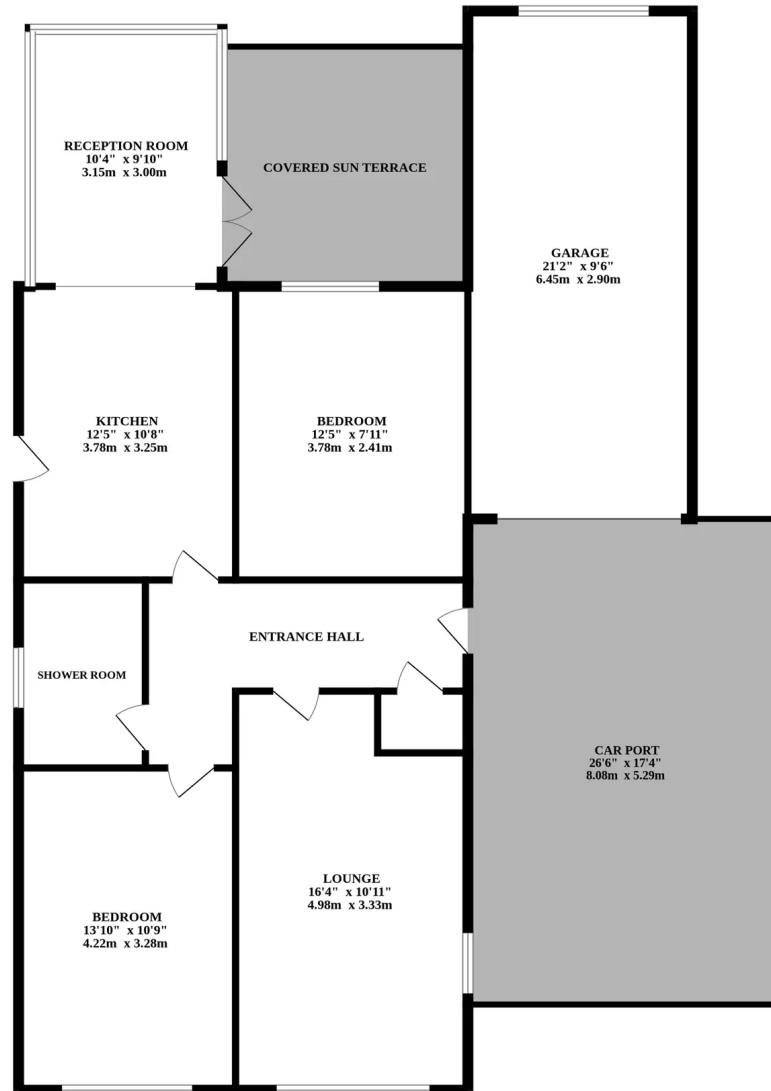 RECEPTION ROOM
10'4" x 9'10"
3.15m x 3.00m
COVERED SUN TERRACE
GARAGE
21'2" x 9'6"
6.45m x 2.90m
KITCHEN
12'5" x 10'8"
3.78m x 3.25m
BEDROOM
12'5" x 7'11"
3.78m x 2.41m
ENTRANCE HALL
SHOWER ROOM
CAR PORT
26'6" x 17'4"
8.08m x 5.29m
LOUNGE
16'4" x 10'11"
4.98m x 3.33m
BEDROOM
13'10" x 10'9"
4.22m x 3.28m